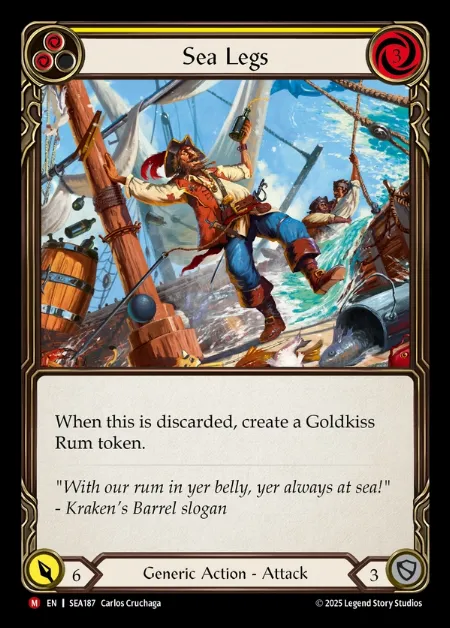 Sea Legs
3
When this is discarded, create a Goldkiss
Rum token.
"With our rum in yer belly, yer always at sea!"
- Kraken's Barrel slogan
6
Generic Action - Attack
3
M EN | SEA187 Carlos Cruchaga
© 2025 Legend Story Studios